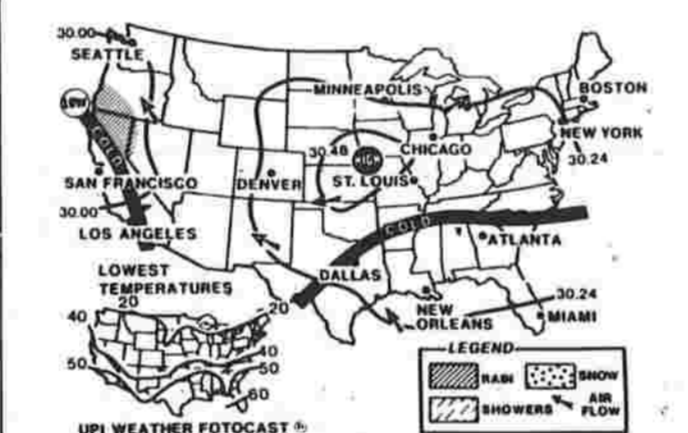 30.00
SEATTLE
MINNEAPOLIS
BOSTON
LOW
COLD
30.48
CHICAGO
NEW YORK
30.24
SAN FRANCISCO
DENVER
ST. LOUIS
30.00
LOS ANGELES
COLD
ATLANTA
LOWEST
TEMPERATURES
DALLAS
20
20
30.24
NEW
ORLEANS
MIAMI
40
40
50
50
60
LEGEND
RAIN
SNOW
SHOWERS
AIR
FLOW
UPI WEATHER FOTOCAST